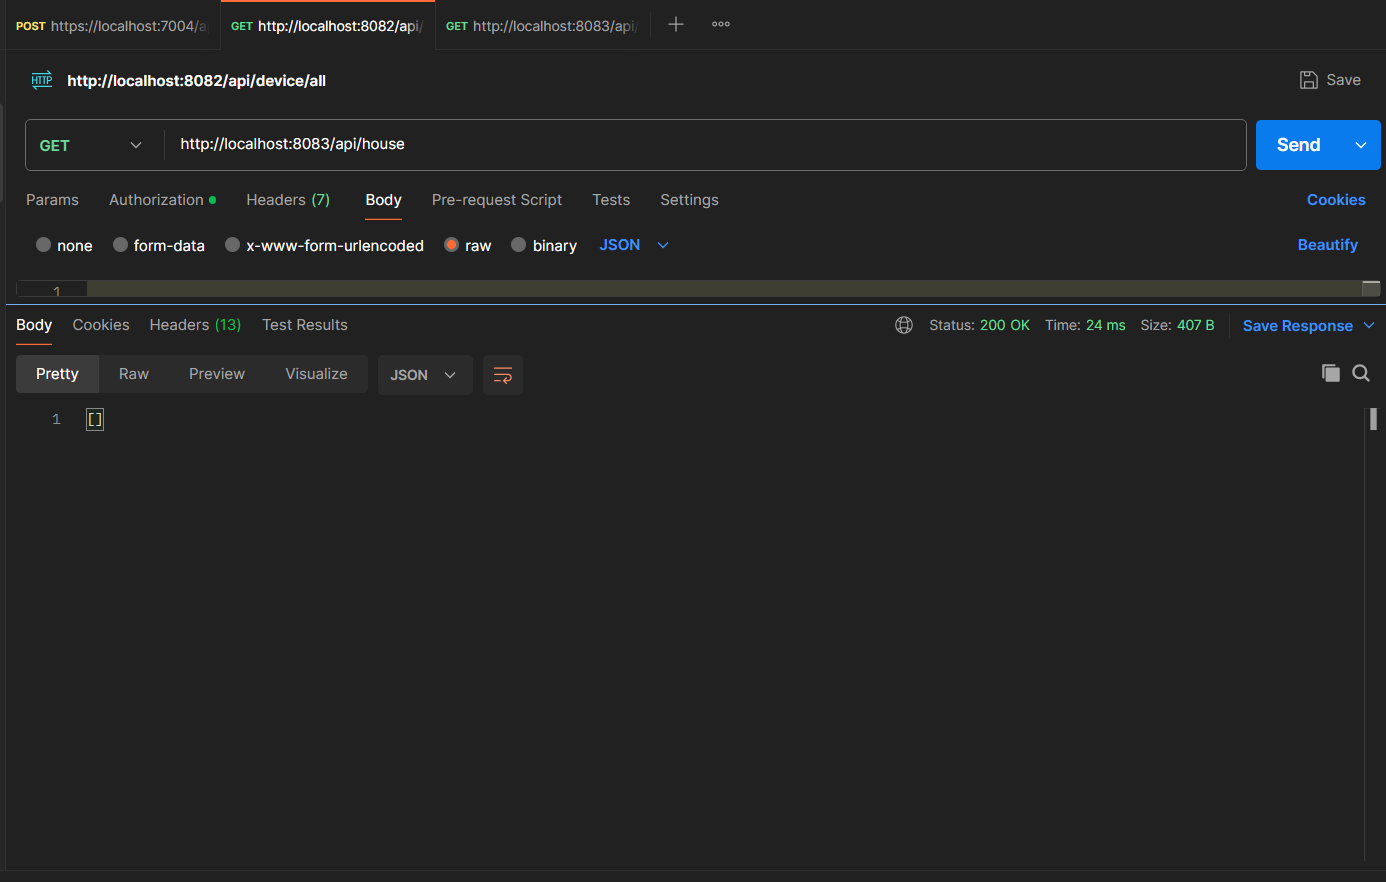 POST https://localhost:7004/a GET http://localhost:8082/api/ GET http://localhost:8083/api/
HTTP http://localhost:8082/api/device/all Save
GET http://localhost:8083/api/house Send
Params Authorization Headers (7) Body Pre-request Script Tests Settings Cookies
none form-data x-www-form-urlencoded raw binary JSON Beautify
1
Body Cookies Headers (13) Test Results Status: 200 OK Time: 24 ms Size: 407 B Save Response
Pretty Raw Preview Visualize JSON
1 []